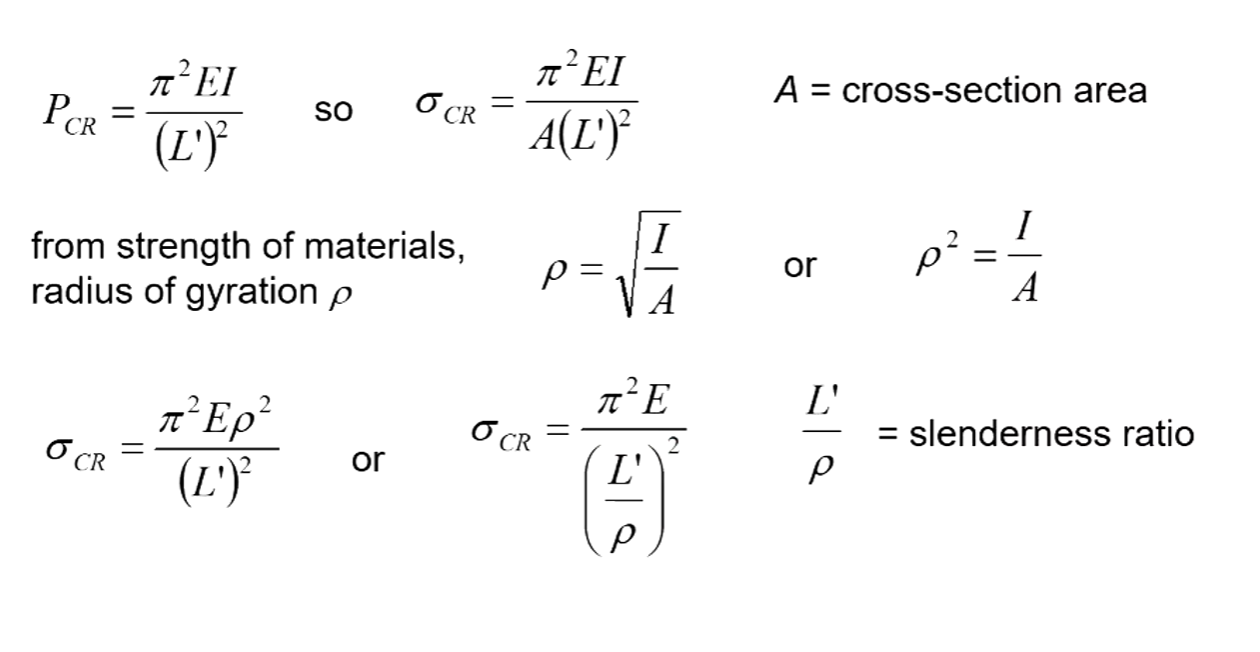 P_CR = π²EI / (L')² so σ_CR = π²EI / A(L')² A = cross-section area
from strength of materials,
radius of gyration ρ ρ = √(I / A) or ρ² = I / A
σ_CR = π²Eρ² / (L')² or σ_CR = π²E / (L' / ρ)² L' / ρ = slenderness ratio